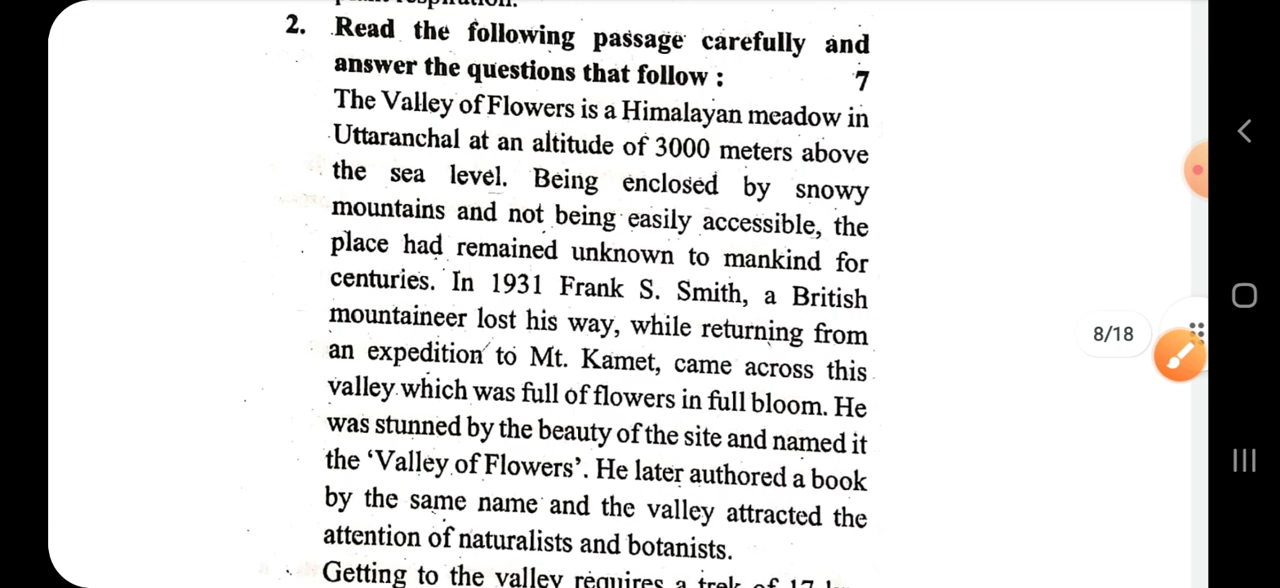 2. Read the following passage carefully and
answer the questions that follow : 7
The Valley of Flowers is a Himalayan meadow in
Uttaranchal at an altitude of 3000 meters above
the sea level. Being enclosed by snowy
mountains and not being easily accessible, the
place had remained unknown to mankind for
centuries. In 1931 Frank S. Smith, a British
mountaineer lost his way, while returning from
an expedition to Mt. Kamet, came across this
valley which was full of flowers in full bloom. He
was stunned by the beauty of the site and named it
the ‘Valley of Flowers’. He later authored a book
by the same name and the valley attracted the
attention of naturalists and botanists.
Getting to the valley requires a trek of 17
8/18